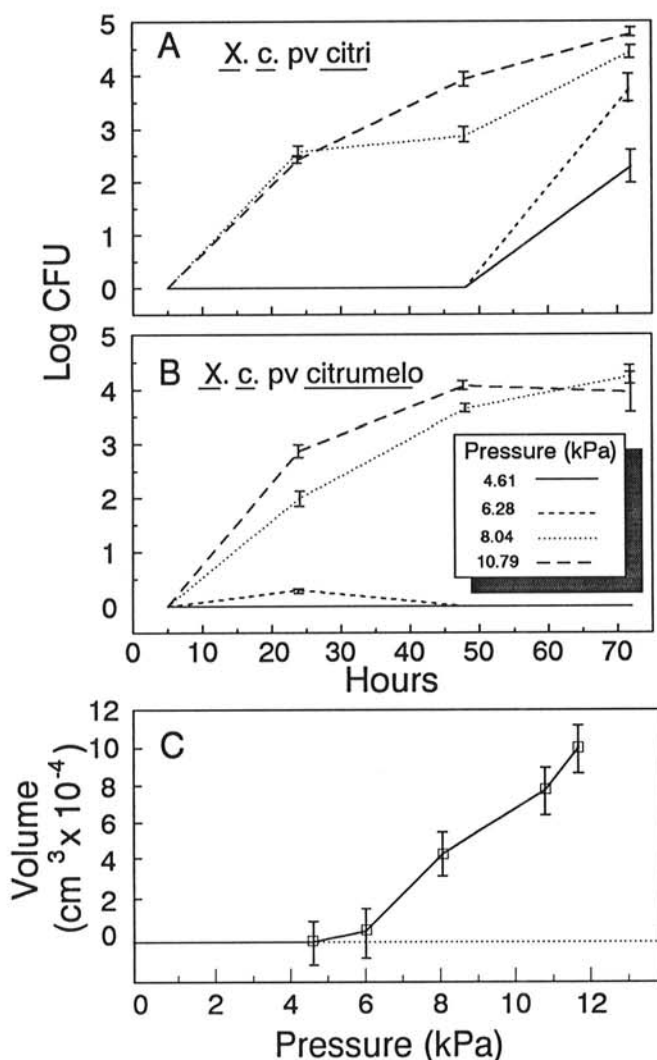 A X. c. pv citri
5
4
3
2
1
0
Log CFU
B X. c. pv citrumelo
5
4
3
2
1
0
Pressure (kPa)
4.61
6.28
8.04
10.79
0 10 20 30 40 50 60 70
Hours
C
12
10
8
6
4
2
0
Volume
(cm 3 x 10 -4)
0 2 4 6 8 10 12
Pressure (kPa)